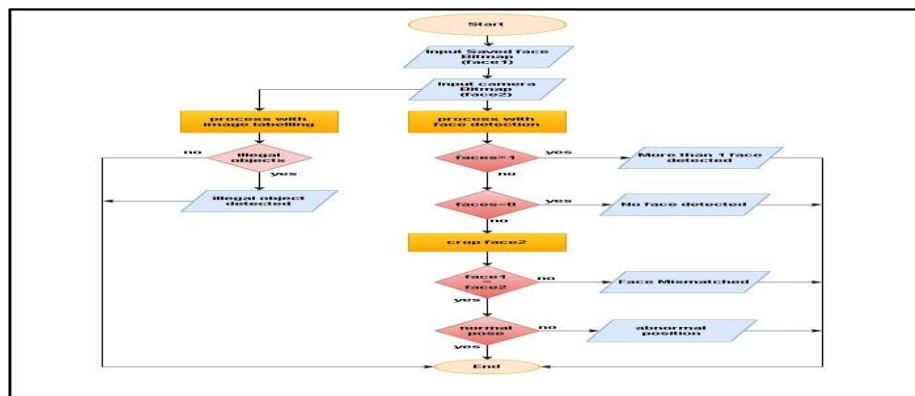 Start
Input Saved face
Bitmap
(face1)
Input camera
Bitmap
(face2)
process with
image labelling
process with
face detection
no
illegal
objects
yes
faces>1
yes
More than 1 face
detected
no
illegal object
detected
faces=0
yes
No face detected
no
crop face2
face1
=
face2
no
Face Mismatched
yes
normal
pose
no
abnormal
position
yes
End